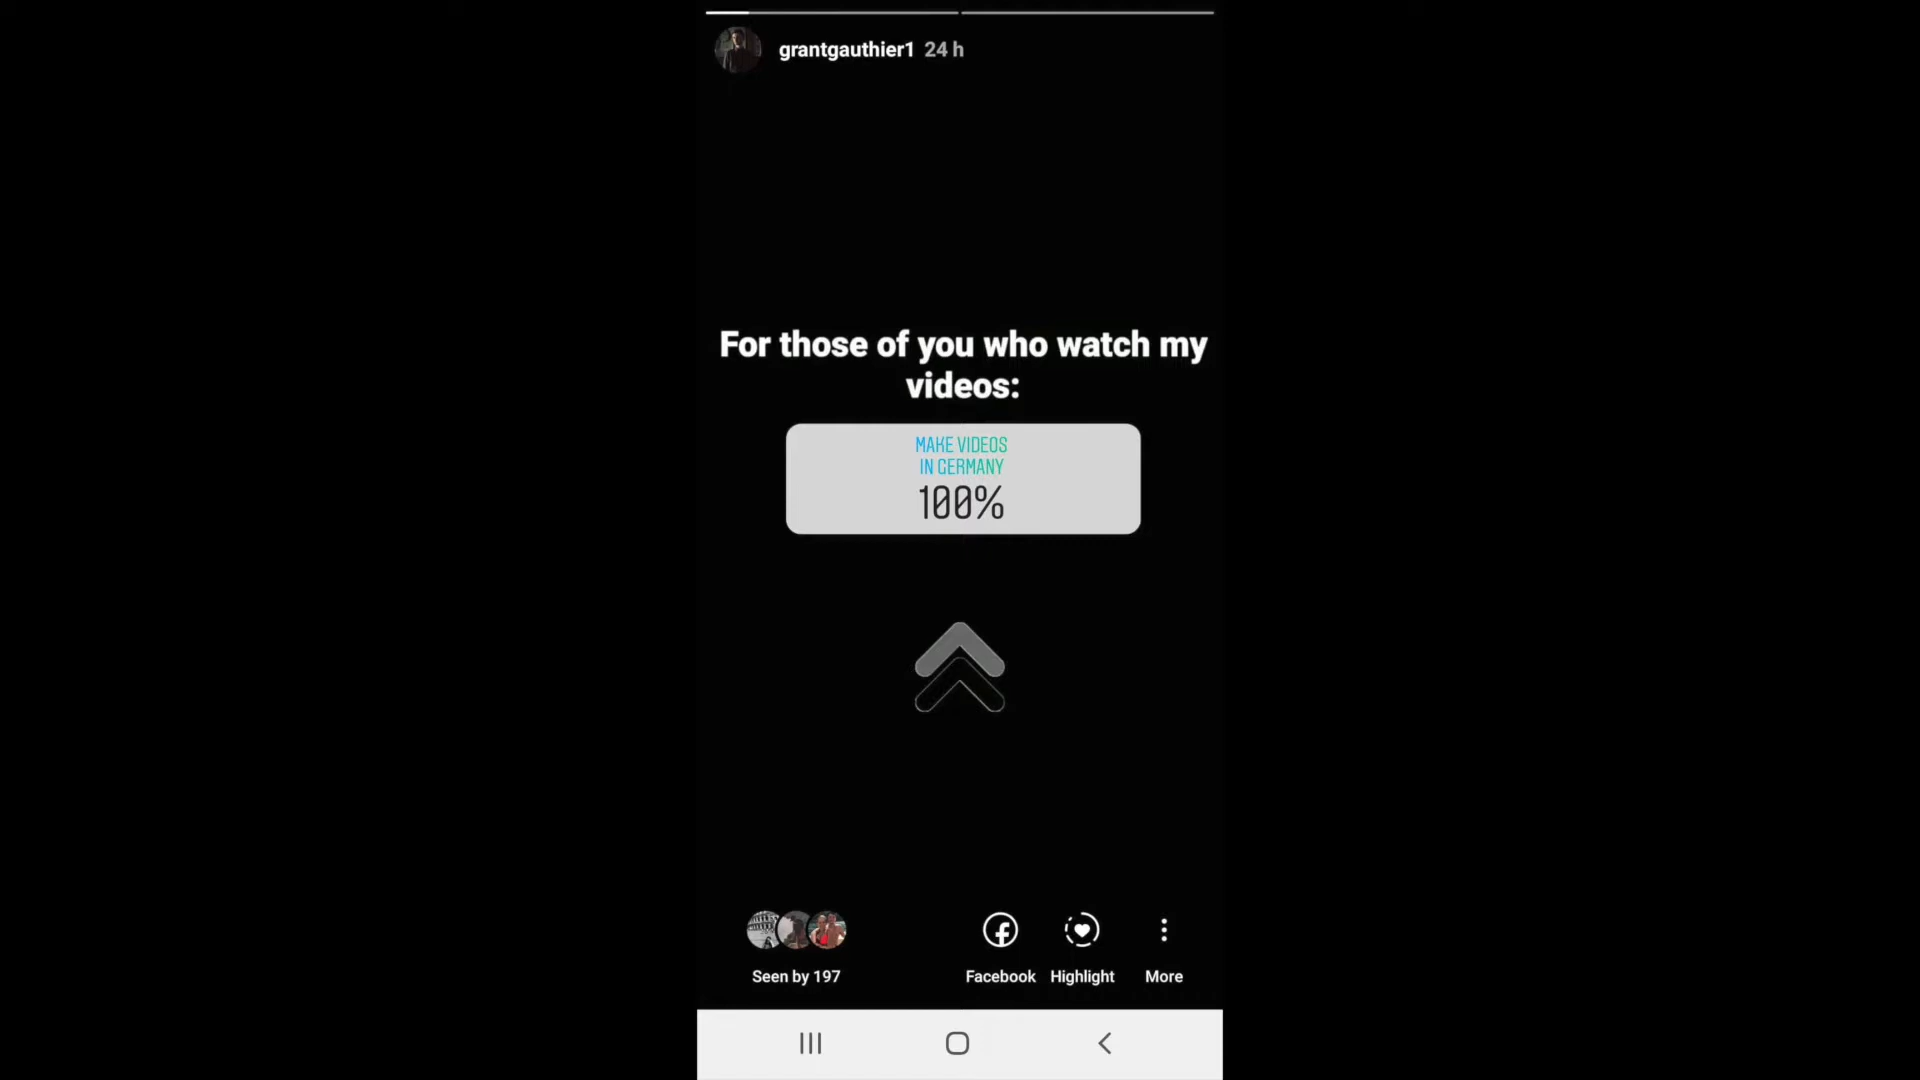 grantgauthier1 24 h
For those of you who watch my
videos:
MAKE VIDEOS
IN GERMANY
100%
Seen by 197
Facebook
Highlight
More